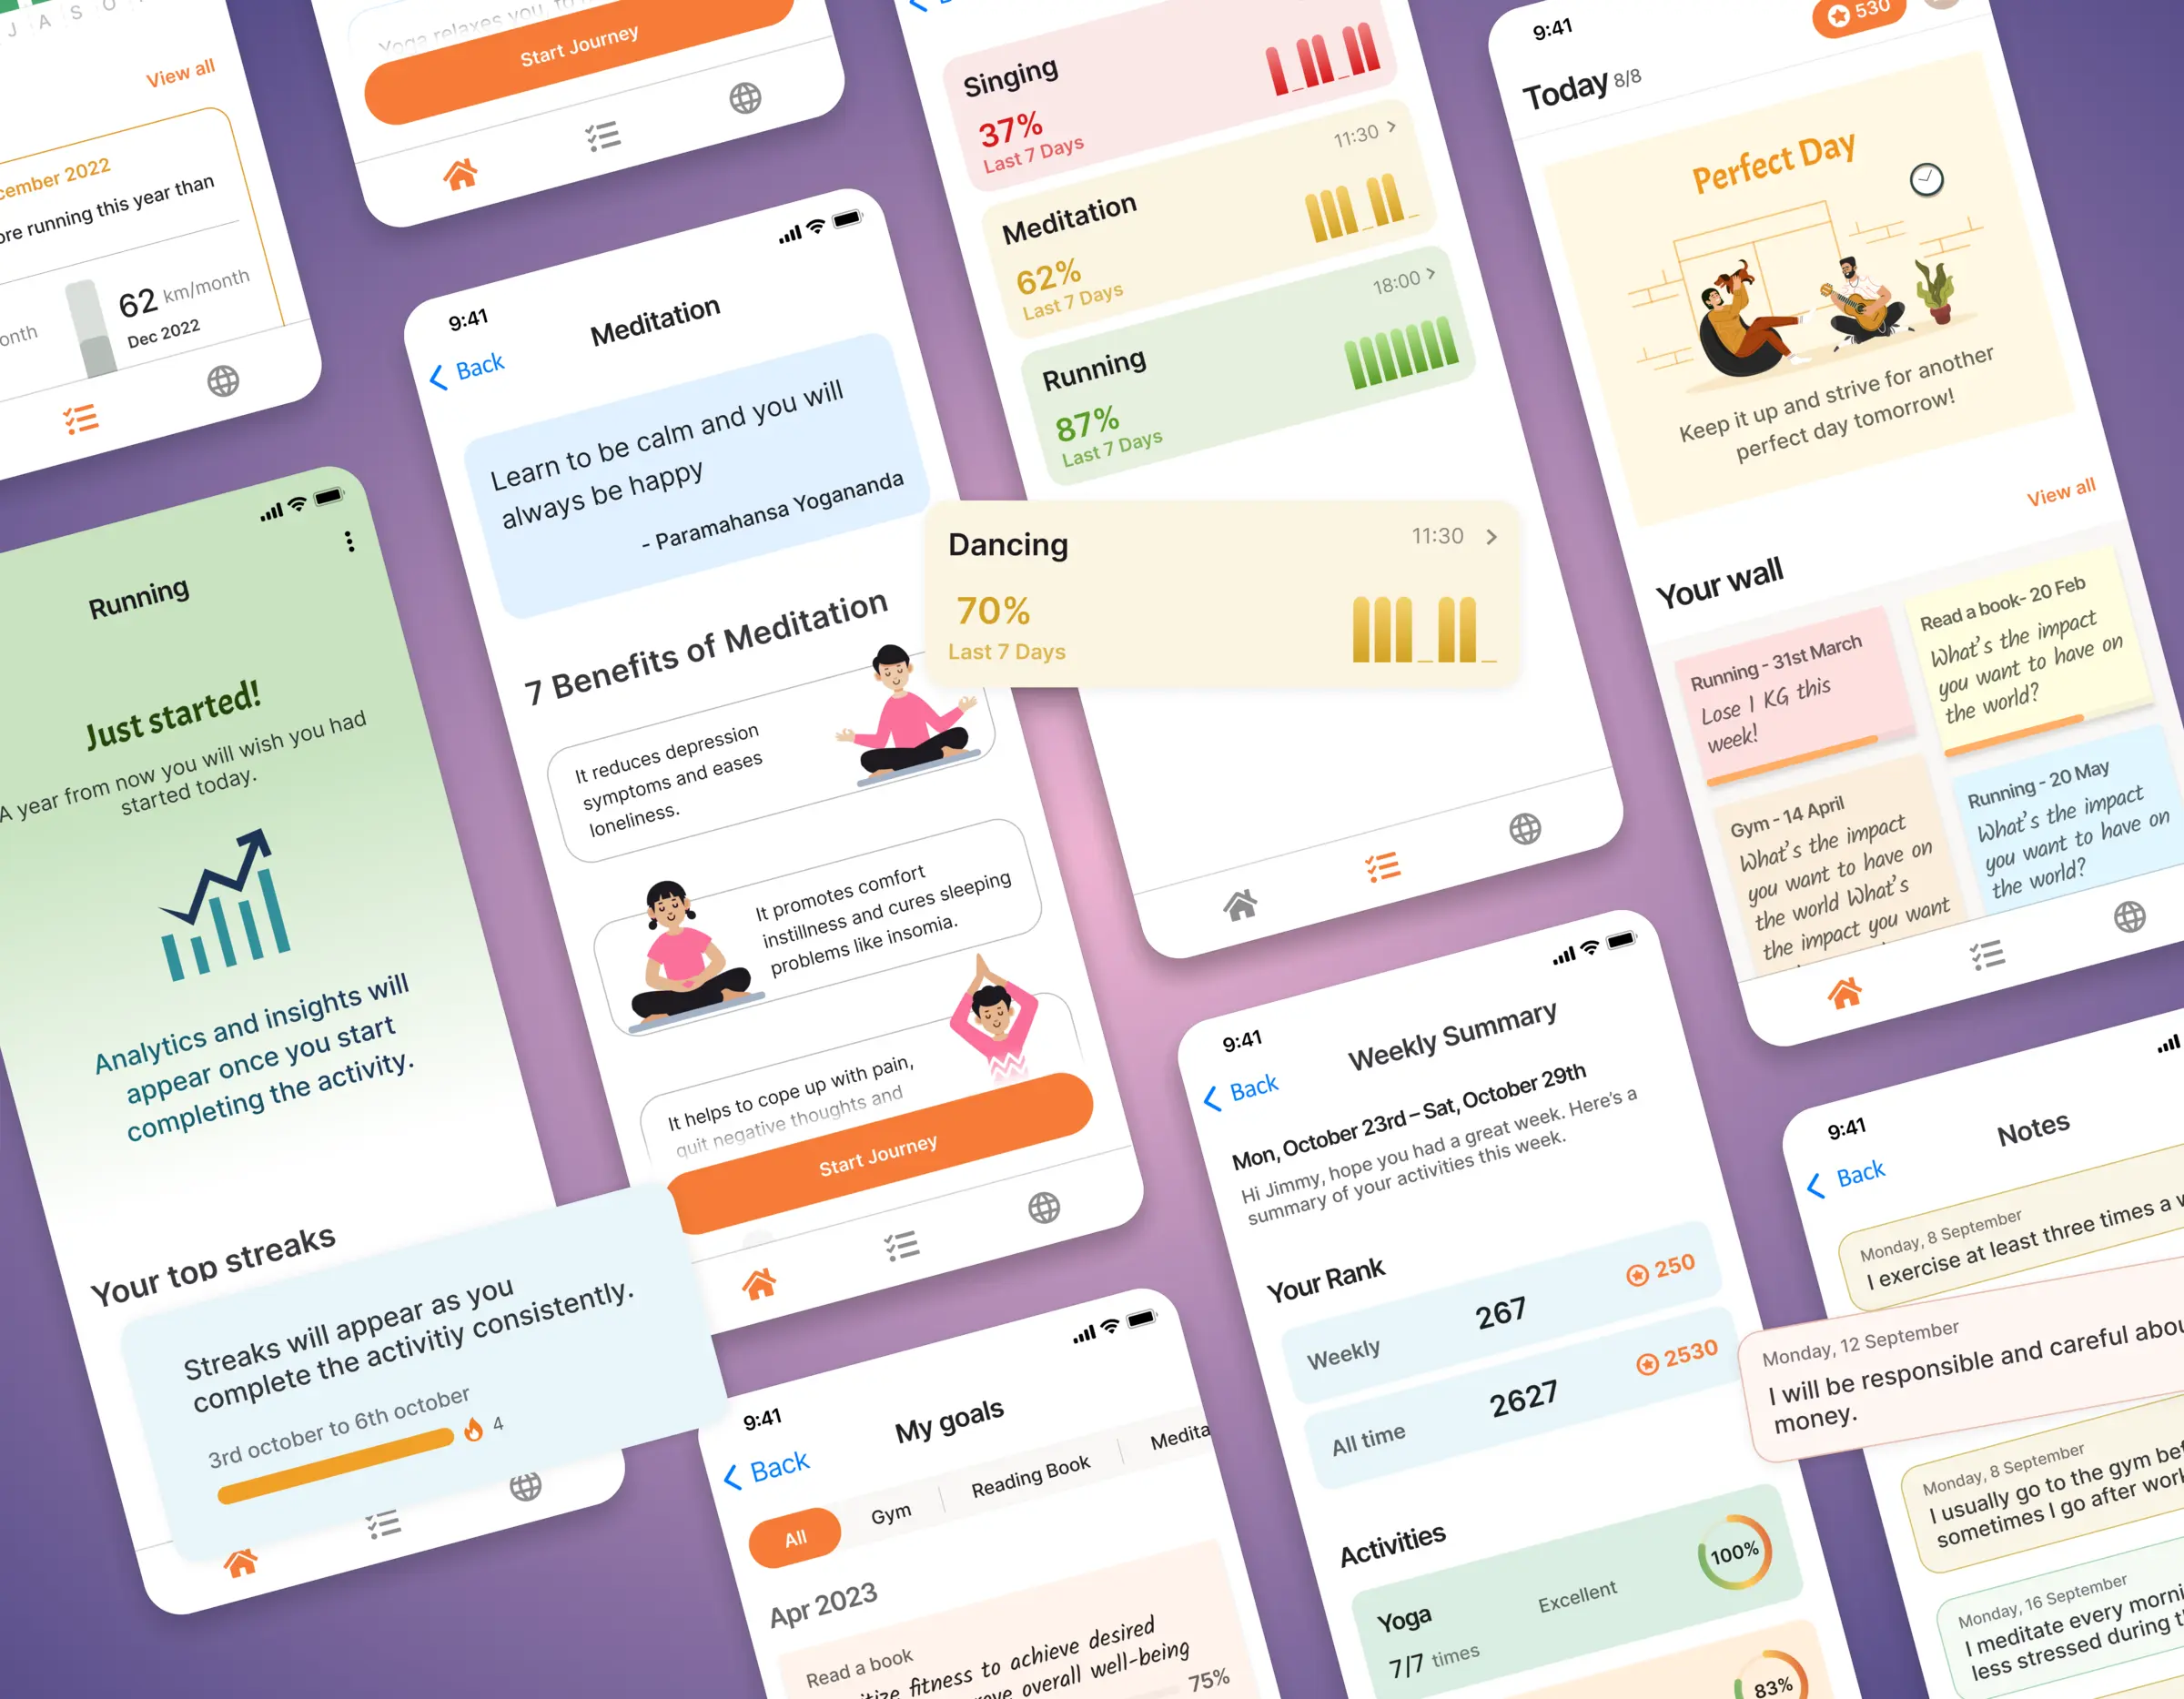 J A S O
View all
cember 2022
ore running this year than
onth
62 km/month
Dec 2022
Yoga relaxes you, to
Start Journey
Singing
37%
Last 7 Days
11:30
Meditation
62%
Last 7 Days
18:00
Running
87%
Last 7 Days
9:41
530
Today 8/8
Perfect Day
Keep it up and strive for another
perfect day tomorrow!
View all
Your wall
Running - 31st March
Lose 1 KG this
week!
Read a book- 20 Feb
What's the impact
you want to have on
the world?
Gym - 14 April
What's the impact
you want to have on
the world What's
the impact you want
Running - 20 May
What's the impact
you want to have on
the world?
9:41
Back
Meditation
Learn to be calm and you will
always be happy
- Paramahansa Yogananda
7 Benefits of Meditation
It reduces depression
symptoms and eases
loneliness.
It promotes comfort
instillness and cures sleeping
problems like insomia.
It helps to cope up with pain,
quit negative thoughts and
Start Journey
Dancing
11:30
70%
Last 7 Days
Running
Just started!
A year from now you will wish you had
started today.
Analytics and insights will
appear once you start
completing the activity.
Your top streaks
Streaks will appear as you
complete the activitiy consistently.
3rd october to 6th october
4
9:41
Back
My goals
All
Gym
Reading Book
Medita
Apr 2023
Read a book
itize fitness to achieve desired
ove overall well-being
75%
9:41
Back
Weekly Summary
Mon, October 23rd – Sat, October 29th
Hi Jimmy, hope you had a great week. Here's a
summary of your activities this week.
Your Rank
Weekly
267
250
All time
2627
2530
Activities
Yoga
7/7 times
Excellent
100%
83%
9:41
Back
Notes
Monday, 8 September
I exercise at least three times a w
Monday, 12 September
I will be responsible and careful abou
money.
Monday, 8 September
I usually go to the gym bef
sometimes I go after work
Monday, 16 September
I meditate every morni
less stressed during t